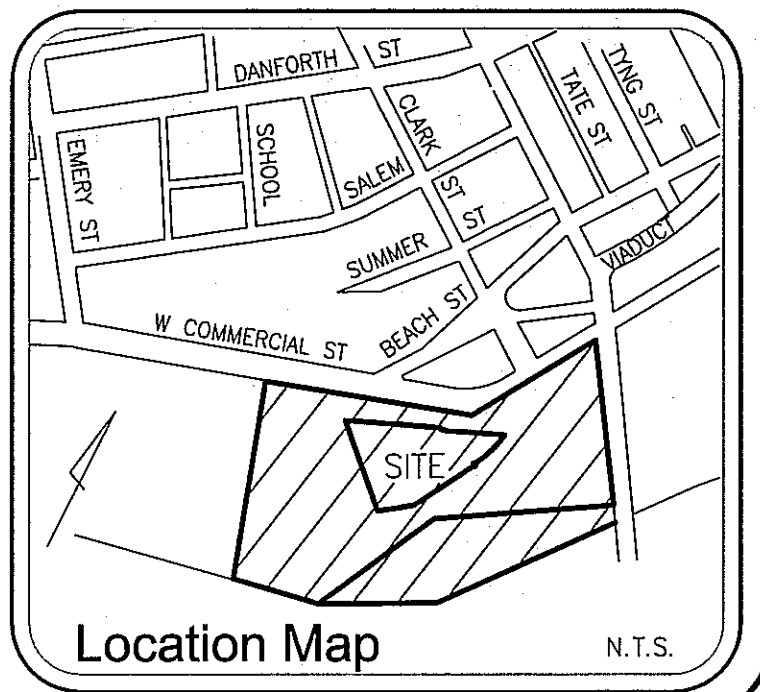 DANFORTH ST
TYNG ST
TATE ST
CLARK ST
SCHOOL
EMERY ST
SALEM ST
SUMMER
VIADUCT
BEACH ST
W COMMERCIAL ST
SITE
Location Map
N.T.S.